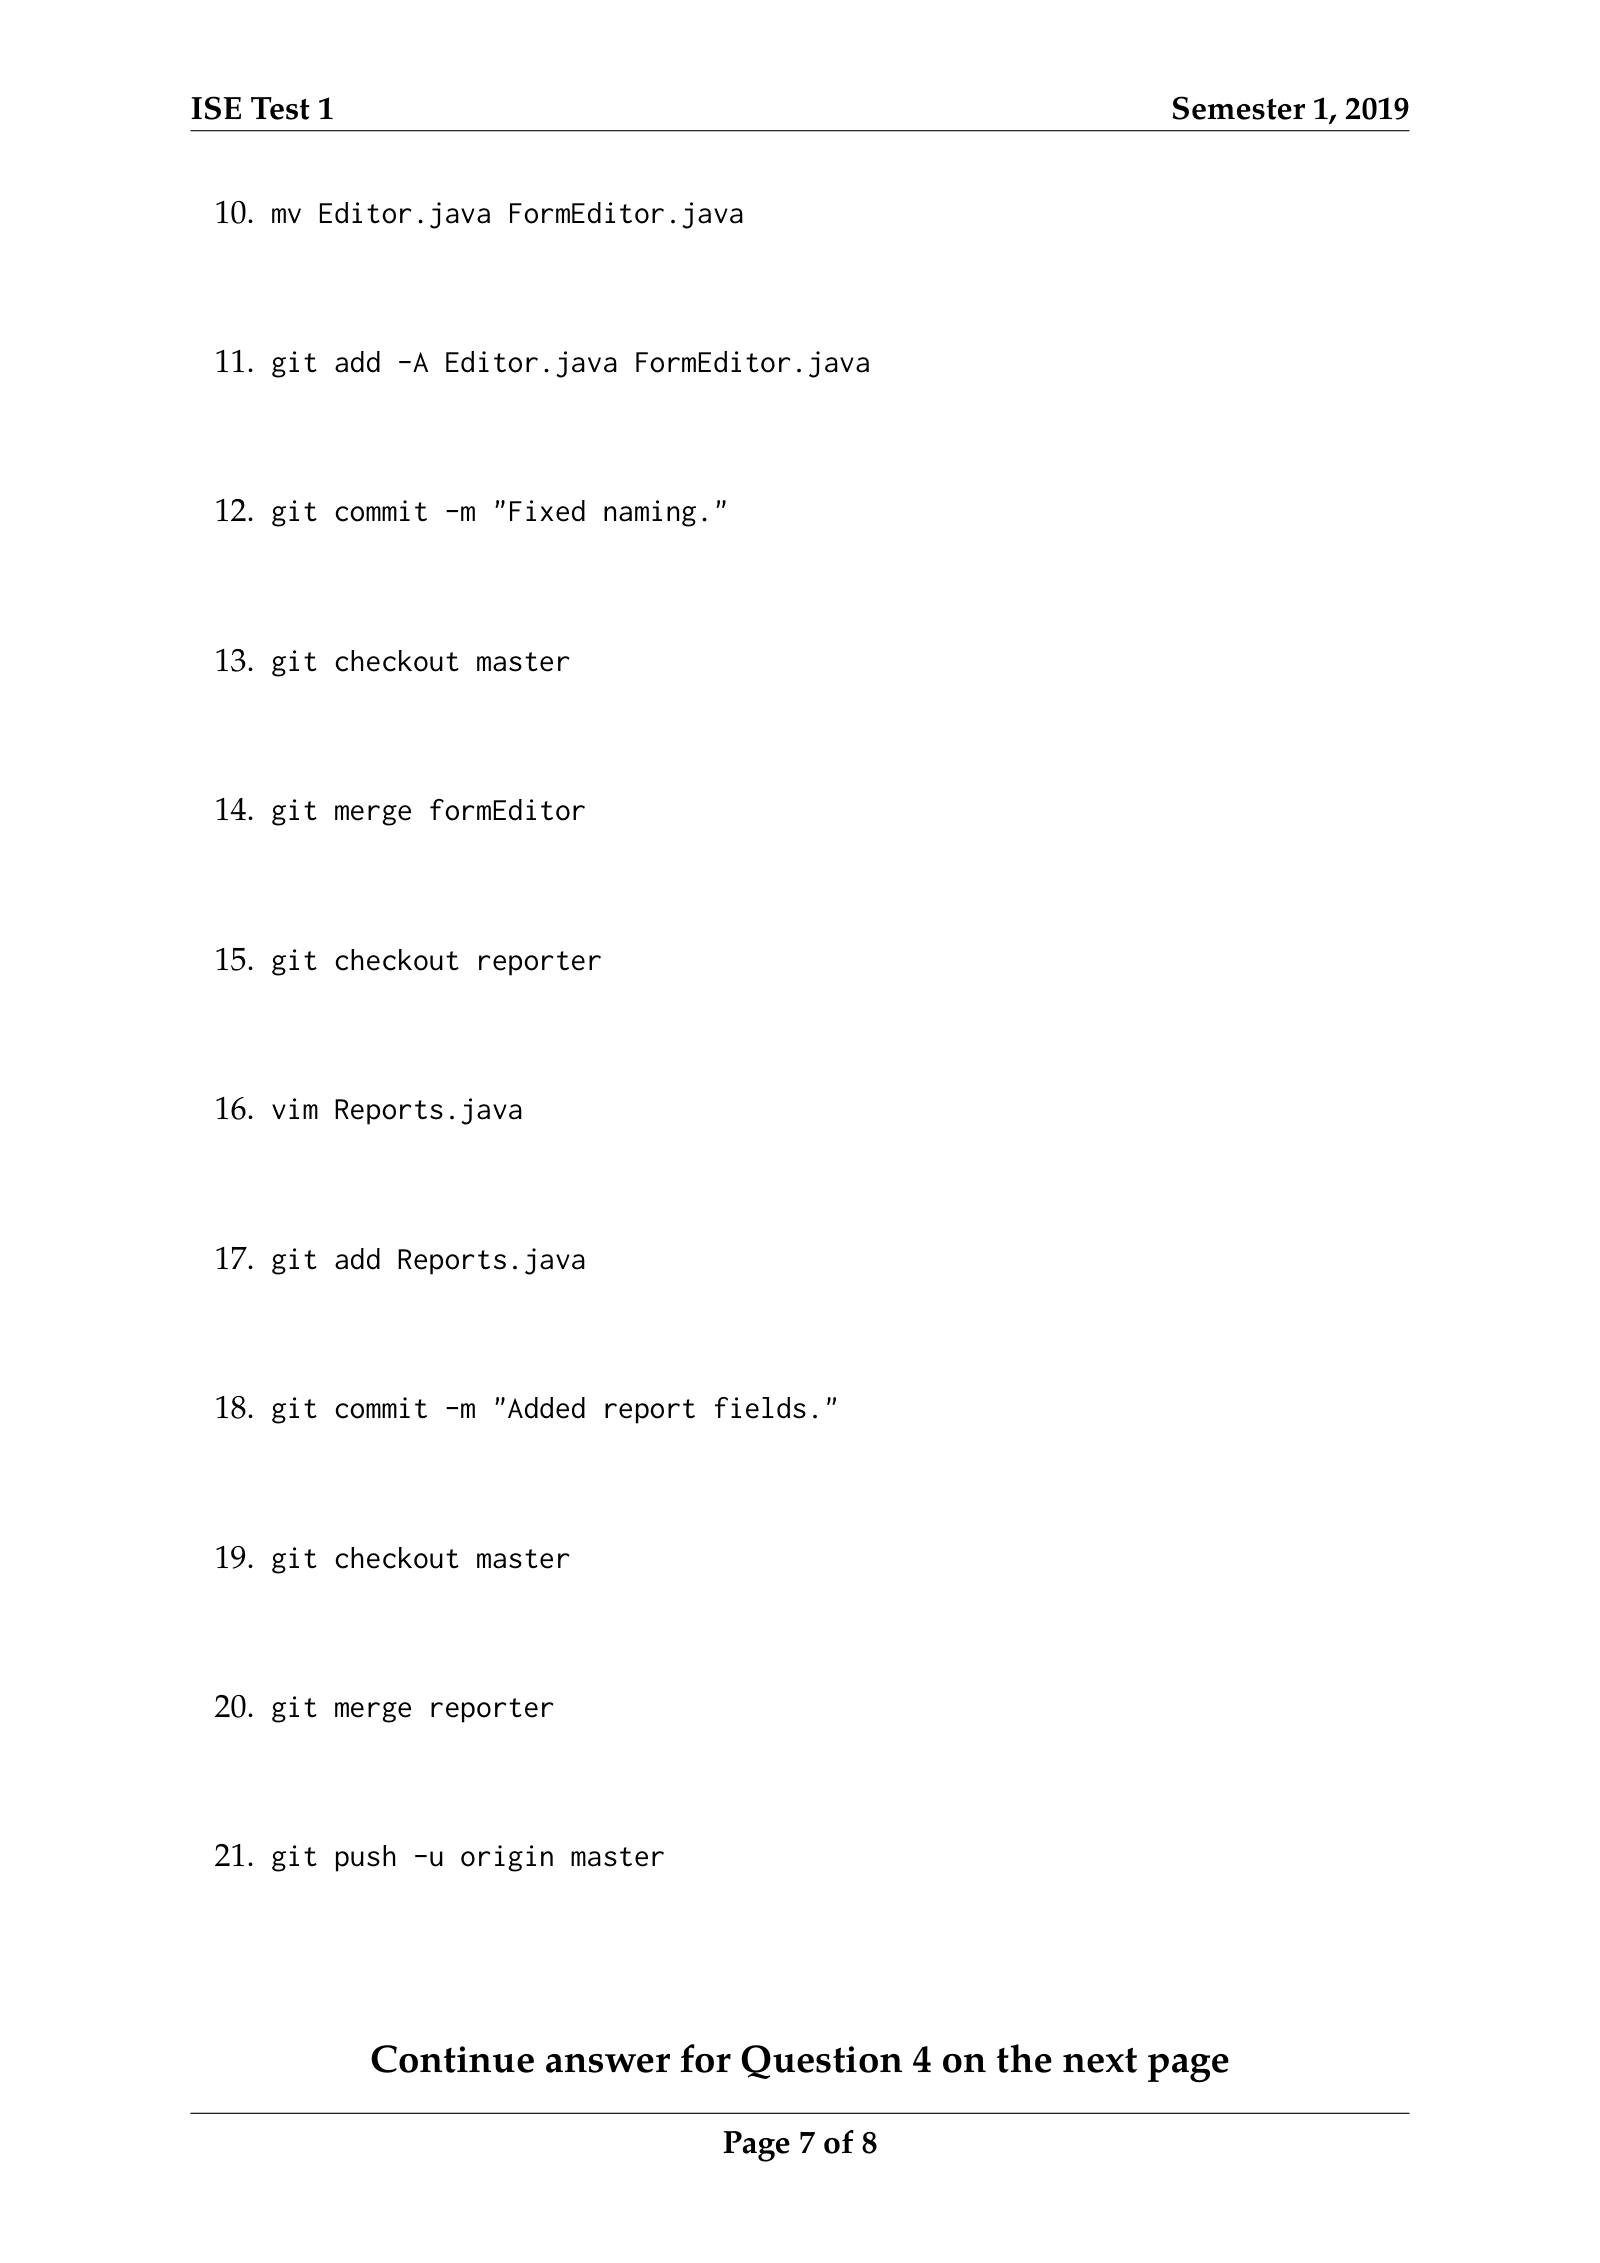 ISE Test 1 Semester 1, 2019
10. mv Editor.java FormEditor.java
11. git add -A Editor.java FormEditor.java
12. git commit -m "Fixed naming."
13. git checkout master
14. git merge formEditor
15. git checkout reporter
16. vim Reports.java
17. git add Reports.java
18. git commit -m "Added report fields."
19. git checkout master
20. git merge reporter
21. git push -u origin master
Continue answer for Question 4 on the next page
Page 7 of 8